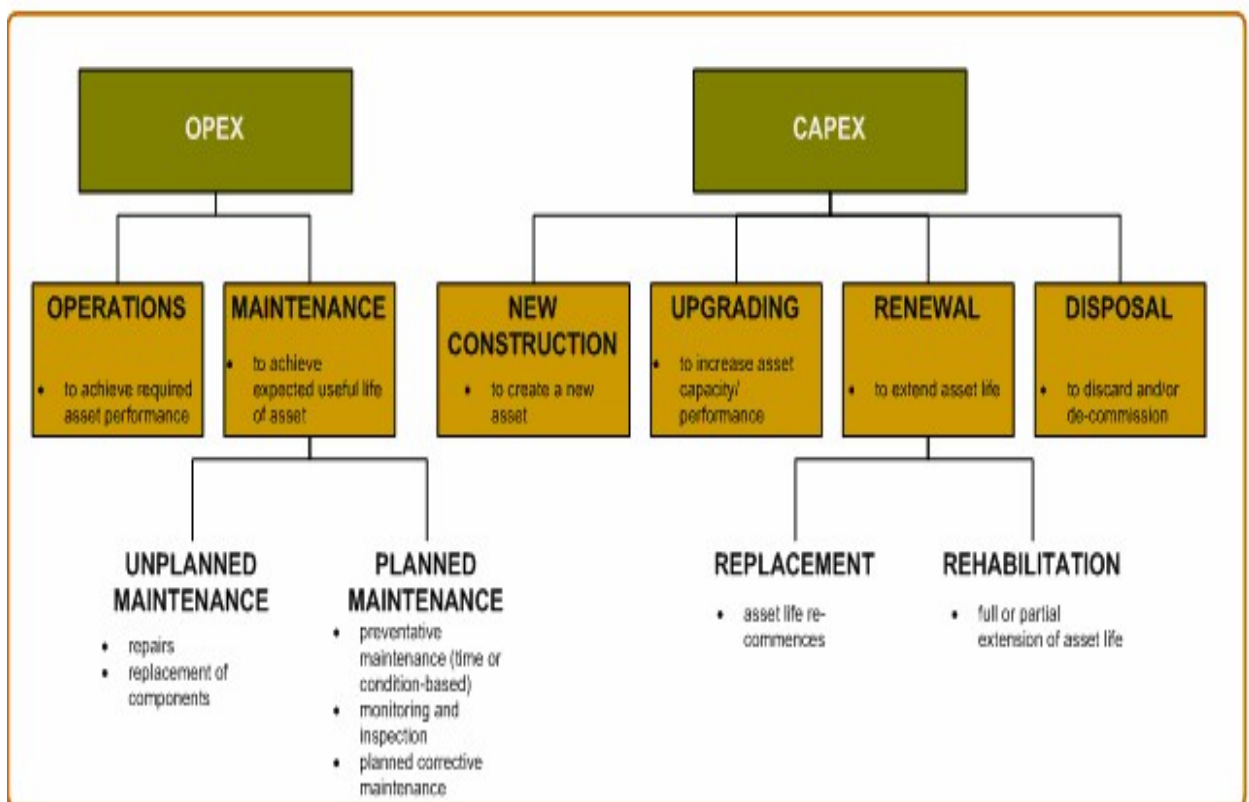 OPEX
CAPEX
OPERATIONS
• to achieve required
asset performance
MAINTENANCE
• to achieve
expected useful life
of asset
NEW
CONSTRUCTION
• to create a new
asset
UPGRADING
• to increase asset
capacity/
performance
RENEWAL
• to extend asset life
DISPOSAL
• to discard and/or
de-commission
UNPLANNED
MAINTENANCE
• repairs
• replacement of
components
PLANNED
MAINTENANCE
• preventative
maintenance (time or
condition-based)
• monitoring and
inspection
• planned corrective
maintenance
REPLACEMENT
• asset life re-
commences
REHABILITATION
• full or partial
extension of asset life